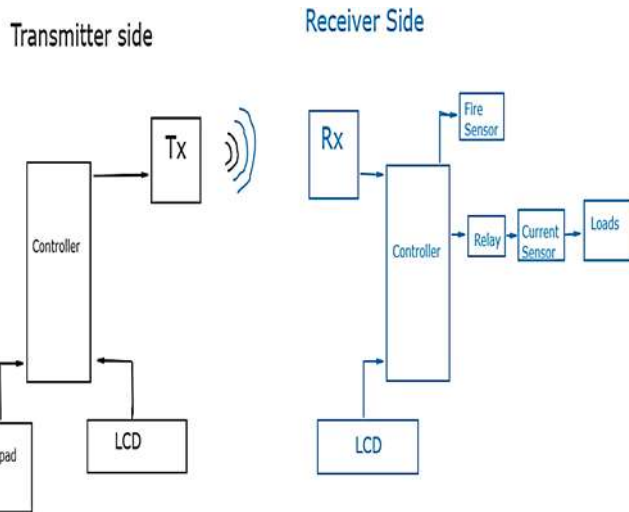 Transmitter side
Receiver Side
Tx
Controller
pad
LCD
Rx
Fire
Sensor
Controller
Relay
Current
Sensor
Loads
LCD